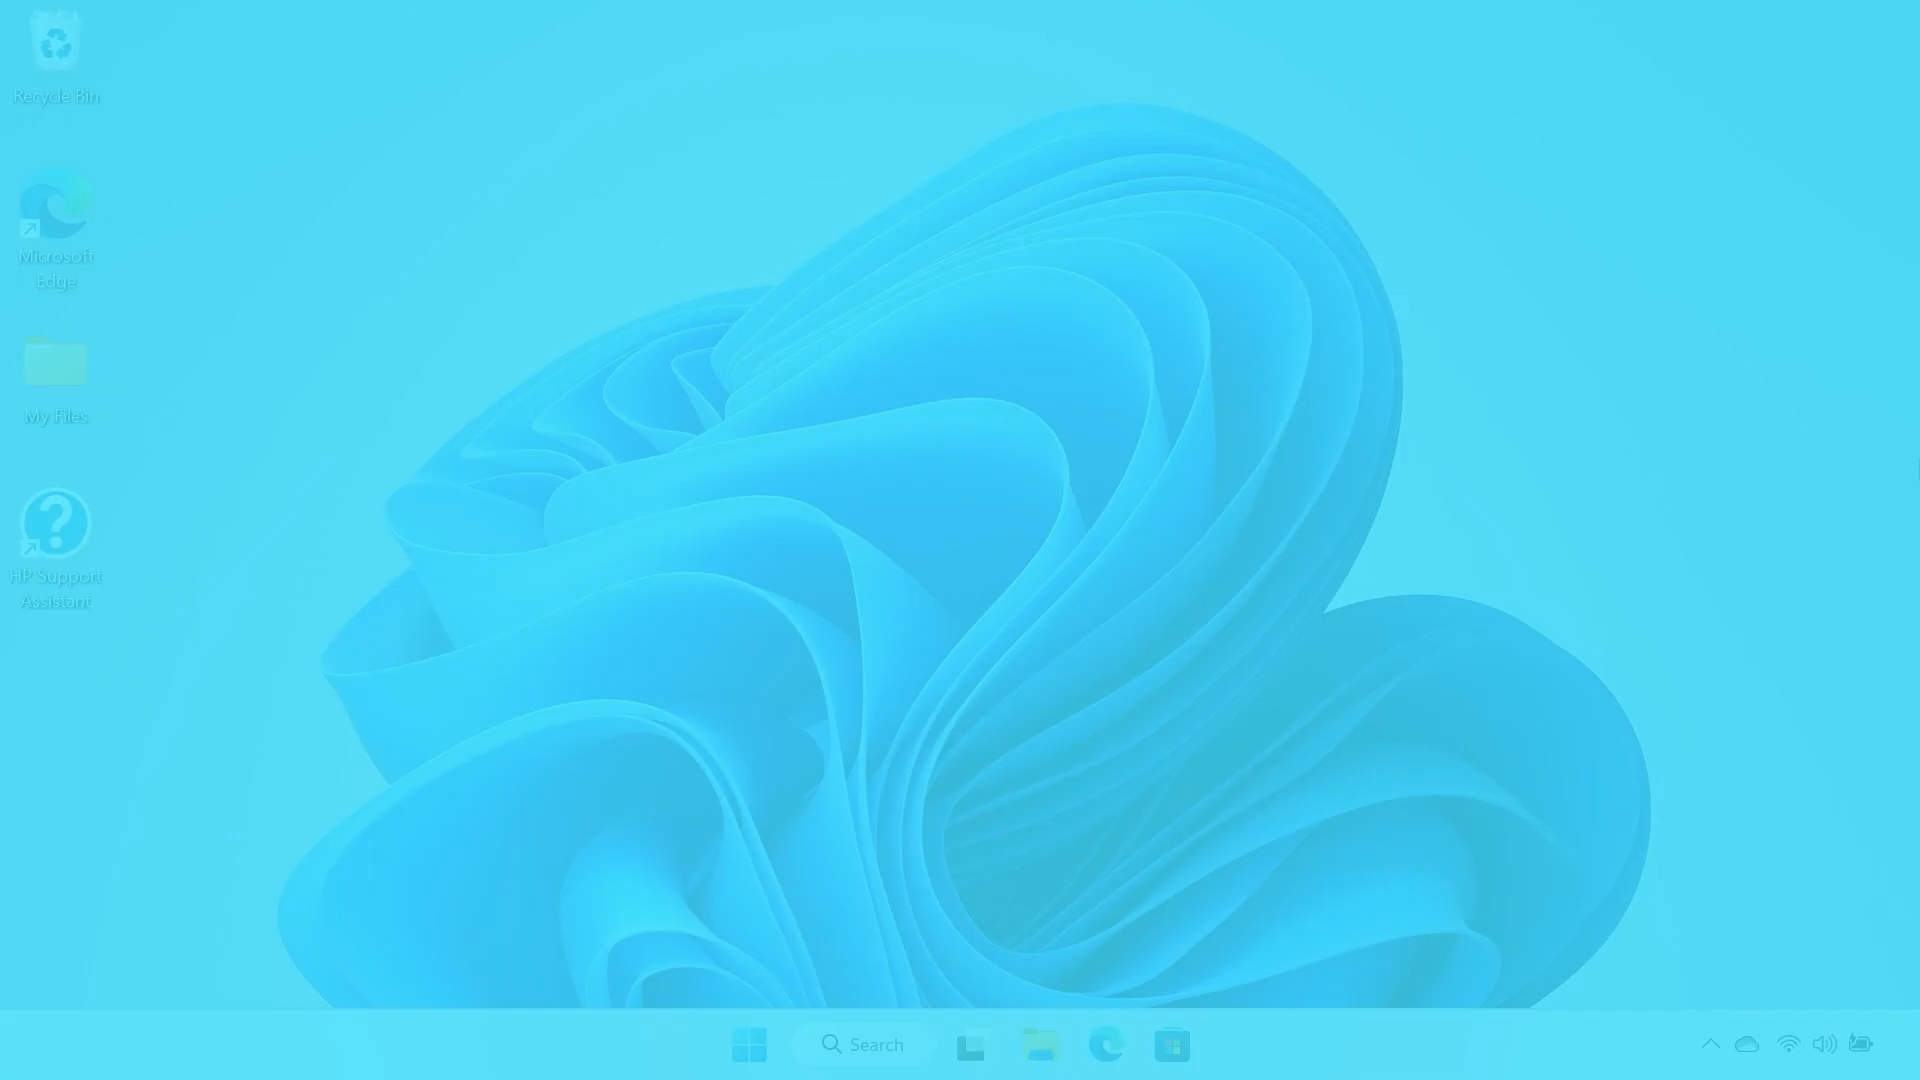 Recycle Bin
Microsoft
Edge
My Files
HP Support
Assistant
Search